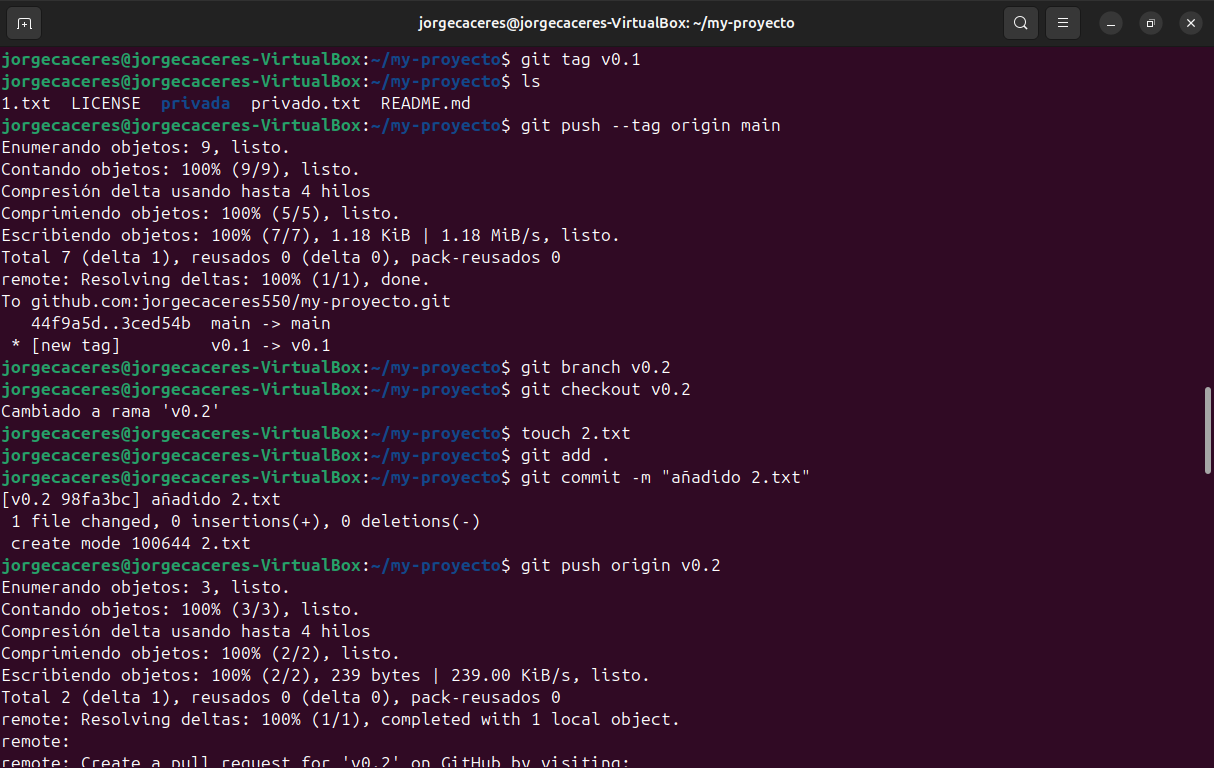 jorgecaceres@jorgecaceres-VirtualBox: ~/my-proyecto
jorgecaceres@jorgecaceres-VirtualBox:~/my-proyecto$ git tag v0.1
jorgecaceres@jorgecaceres-VirtualBox:~/my-proyecto$ ls
1.txt  LICENSE  privada  privado.txt  README.md
jorgecaceres@jorgecaceres-VirtualBox:~/my-proyecto$ git push --tag origin main
Enumerando objetos: 9, listo.
Contando objetos: 100% (9/9), listo.
Compresión delta usando hasta 4 hilos
Comprimiendo objetos: 100% (5/5), listo.
Escribiendo objetos: 100% (7/7), 1.18 KiB | 1.18 MiB/s, listo.
Total 7 (delta 1), reusados 0 (delta 0), pack-reusados 0
remote: Resolving deltas: 100% (1/1), done.
To github.com:jorgecaceres550/my-proyecto.git
   44f9a5d..3ced54b  main -> main
 * [new tag]         v0.1 -> v0.1
jorgecaceres@jorgecaceres-VirtualBox:~/my-proyecto$ git branch v0.2
jorgecaceres@jorgecaceres-VirtualBox:~/my-proyecto$ git checkout v0.2
Cambiado a rama 'v0.2'
jorgecaceres@jorgecaceres-VirtualBox:~/my-proyecto$ touch 2.txt
jorgecaceres@jorgecaceres-VirtualBox:~/my-proyecto$ git add .
jorgecaceres@jorgecaceres-VirtualBox:~/my-proyecto$ git commit -m "añadido 2.txt"
[v0.2 98fa3bc] añadido 2.txt
 1 file changed, 0 insertions(+), 0 deletions(-)
 create mode 100644 2.txt
jorgecaceres@jorgecaceres-VirtualBox:~/my-proyecto$ git push origin v0.2
Enumerando objetos: 3, listo.
Contando objetos: 100% (3/3), listo.
Compresión delta usando hasta 4 hilos
Comprimiendo objetos: 100% (2/2), listo.
Escribiendo objetos: 100% (2/2), 239 bytes | 239.00 KiB/s, listo.
Total 2 (delta 1), reusados 0 (delta 0), pack-reusados 0
remote: Resolving deltas: 100% (1/1), completed with 1 local object.
remote:
remote: Create a pull request for 'v0.2' on GitHub by visiting: